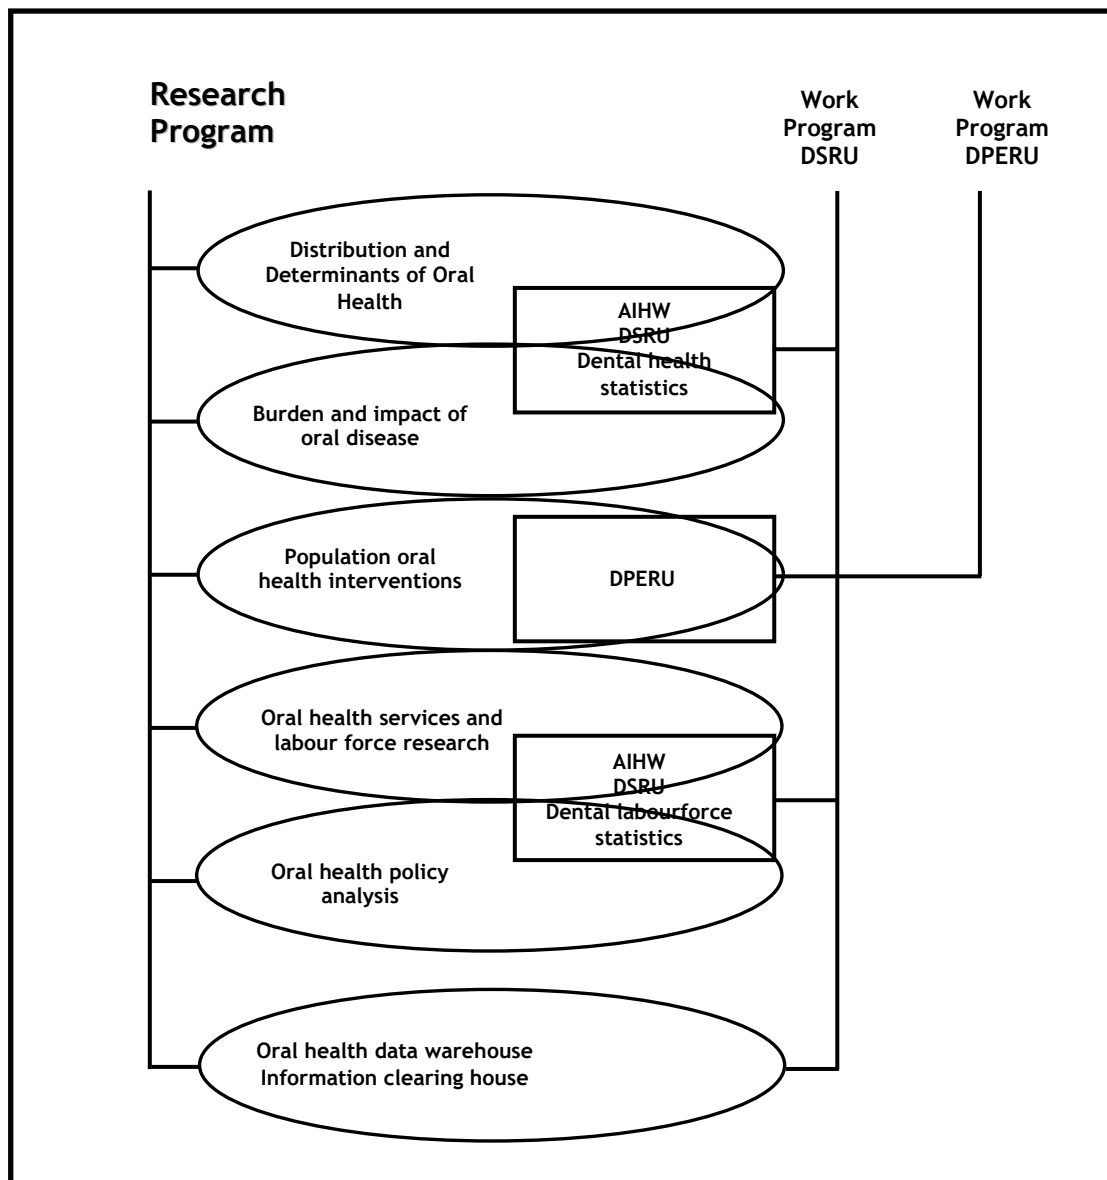 Research
Program
Work
Program
DSRU
Work
Program
DPERU
Distribution and
Determinants of Oral
Health
AIHW
DSRU
Dental health
statistics
Burden and impact of
oral disease
Population oral
health interventions
DPERU
Oral health services and
labour force research
AIHW
DSRU
Dental labourforce
statistics
Oral health policy
analysis
Oral health data warehouse
Information clearing house